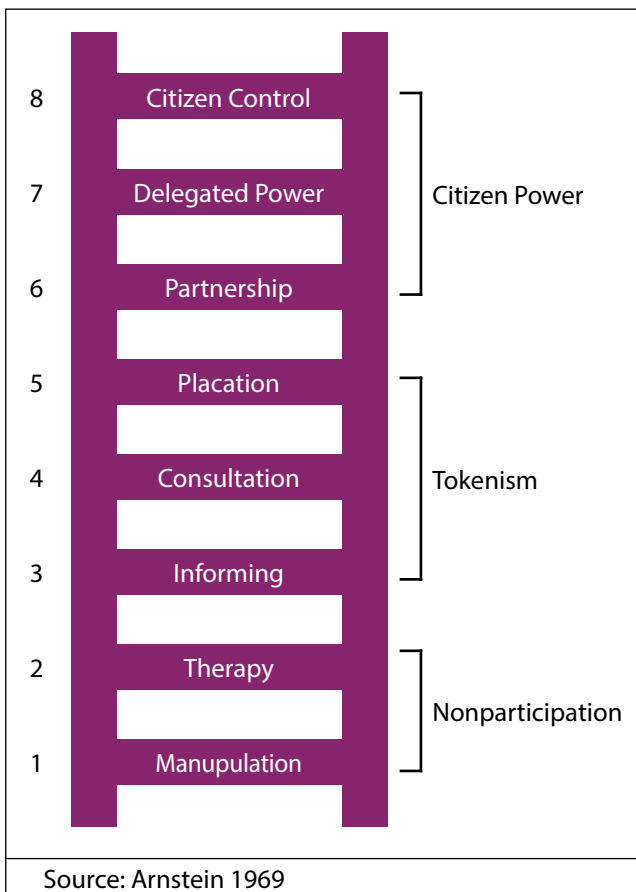 8 Citizen Control
7 Delegated Power Citizen Power
6 Partnership
5 Placation
4 Consultation Tokenism
3 Informing
2 Therapy
Nonparticipation
1 Manupulation
Source: Arnstein 1969